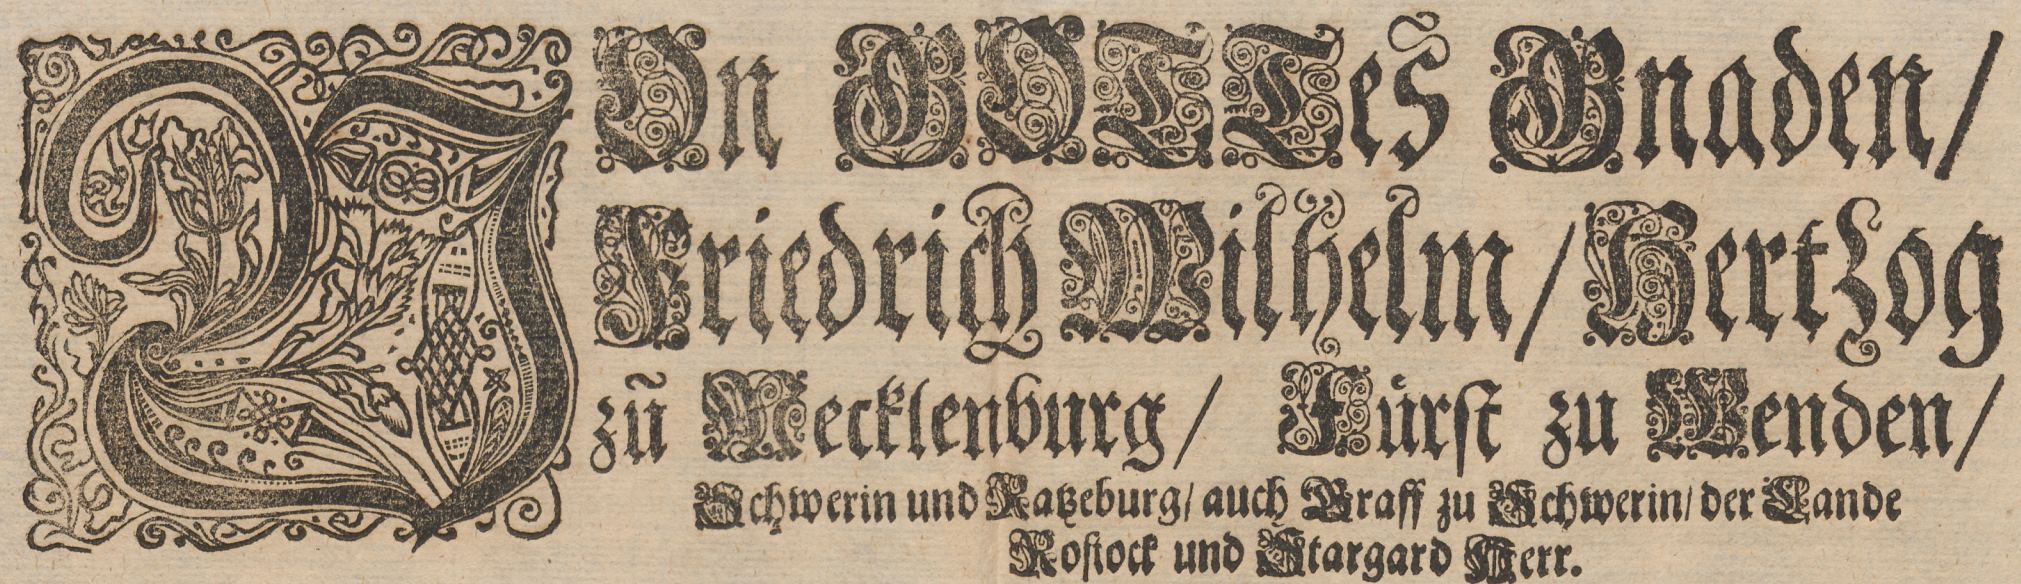 VOn GOTTes Gnaden/
Friedrich Wilhelm/ Hertzog
zu Mecklenburg/ Fürst zu Wenden/
Schwerin und Ratzeburg/ auch Graff zu Schwerin/ der Lande
Rostock und Stargard Herr.